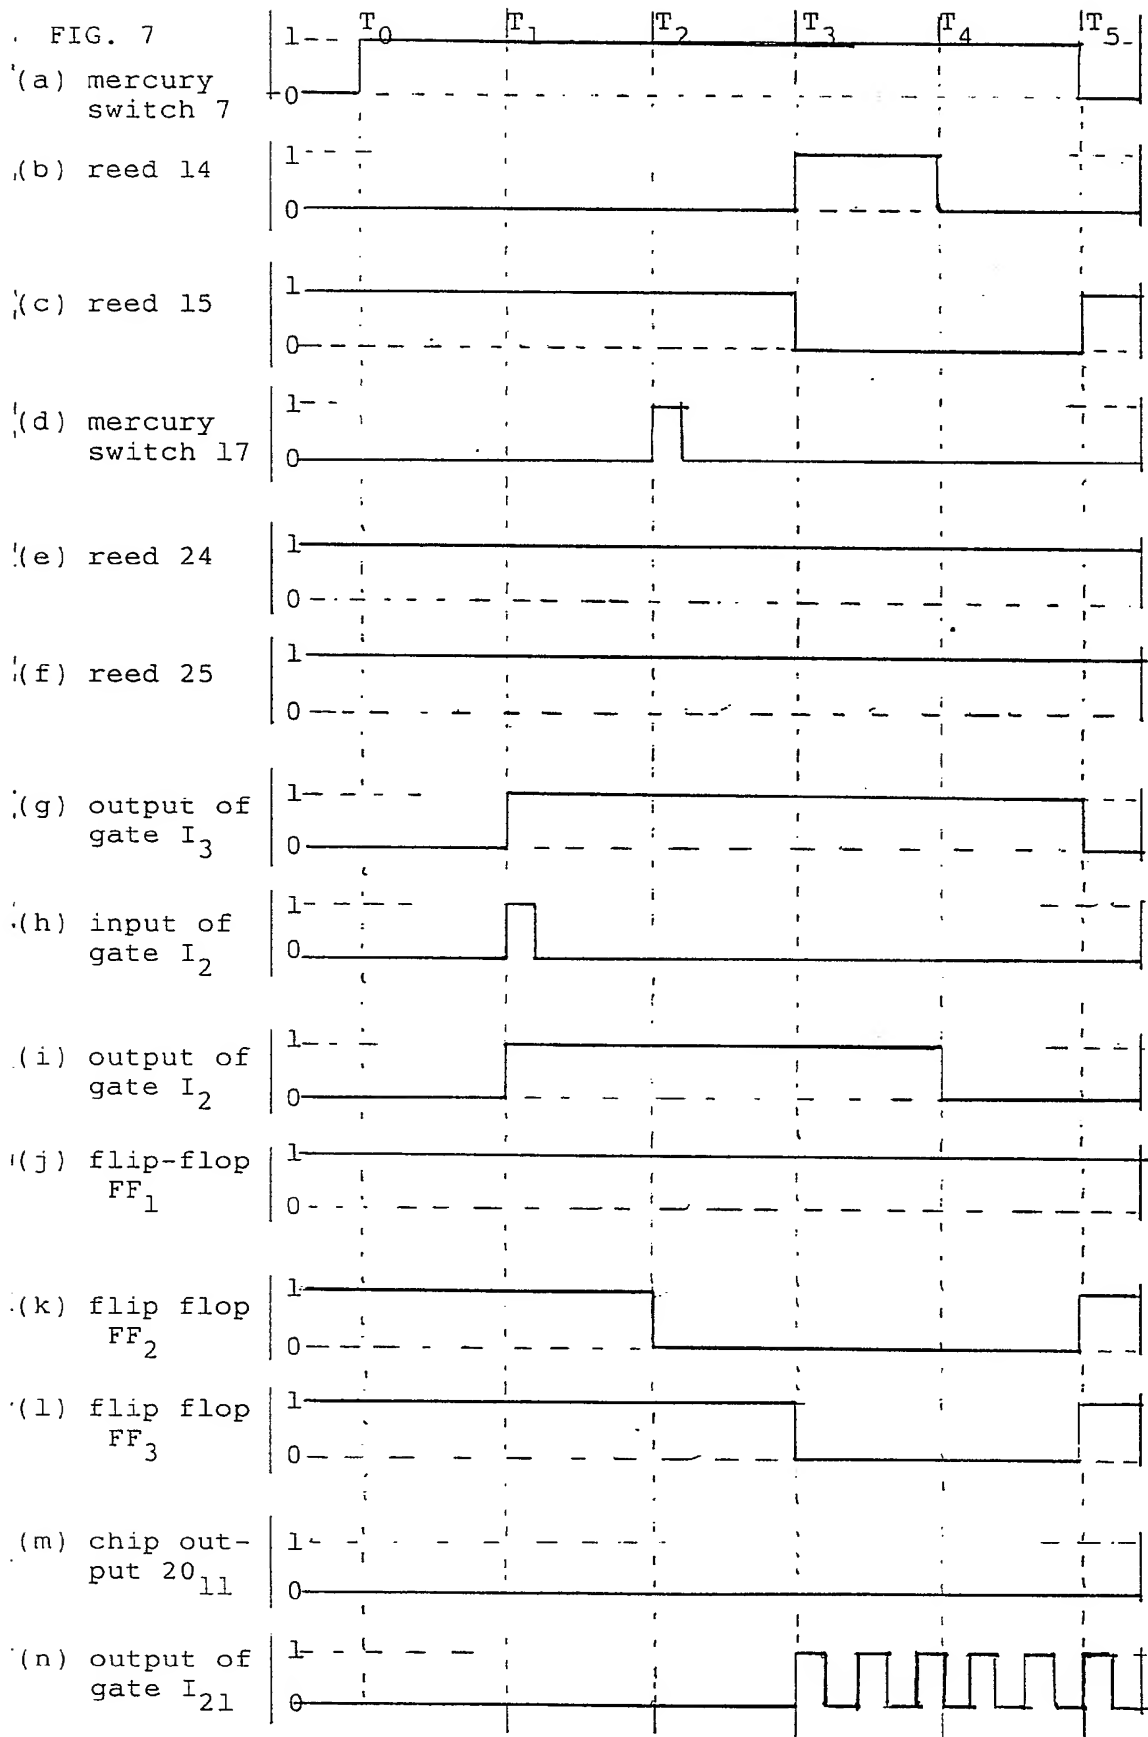 FIG. 7
T0 T1 T2 T3 T4 T5
(a) mercury
switch 7
1
0
(b) reed 14
1
0
(c) reed 15
1
0
(d) mercury
switch 17
1
0
(e) reed 24
1
0
(f) reed 25
1
0
(g) output of
gate I3
1
0
(h) input of
gate I2
1
0
(i) output of
gate I2
1
0
(j) flip-flop
FF1
1
0
(k) flip flop
FF2
1
0
(l) flip flop
FF3
1
0
(m) chip out-
put 2011
1
0
(n) output of
gate I21
1
0